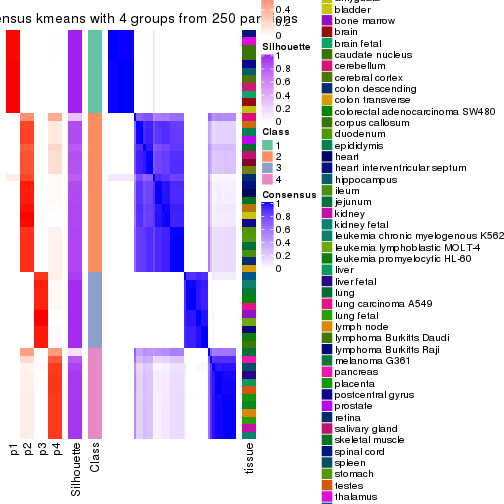 ensus kmeans with 4 groups from 250 partitions
0.4
0.2
0
Silhouette
1
0.8
0.6
0.4
0.2
0
Class
1
2
3
4
Consensus
1
0.8
0.6
0.4
0.2
0
bladder
bone marrow
brain
brain fetal
caudate nucleus
cerebellum
cerebral cortex
colon descending
colon transverse
colorectal adenocarcinoma SW480
corpus callosum
duodenum
epididymis
heart
heart interventricular septum
hippocampus
ileum
jejunum
kidney
kidney fetal
leukemia chronic myelogenous K562
leukemia lymphoblastic MOLT-4
leukemia promyelocytic HL-60
liver
liver fetal
lung
lung carcinoma A549
lung fetal
lymph node
lymphoma Burkitts Daudi
lymphoma Burkitts Raji
melanoma G361
pancreas
placenta
postcentral gyrus
prostate
retina
salivary gland
skeletal muscle
spinal cord
spleen
stomach
testes
thalamus
p1
p2
p3
p4
Silhouette
Class
tissue